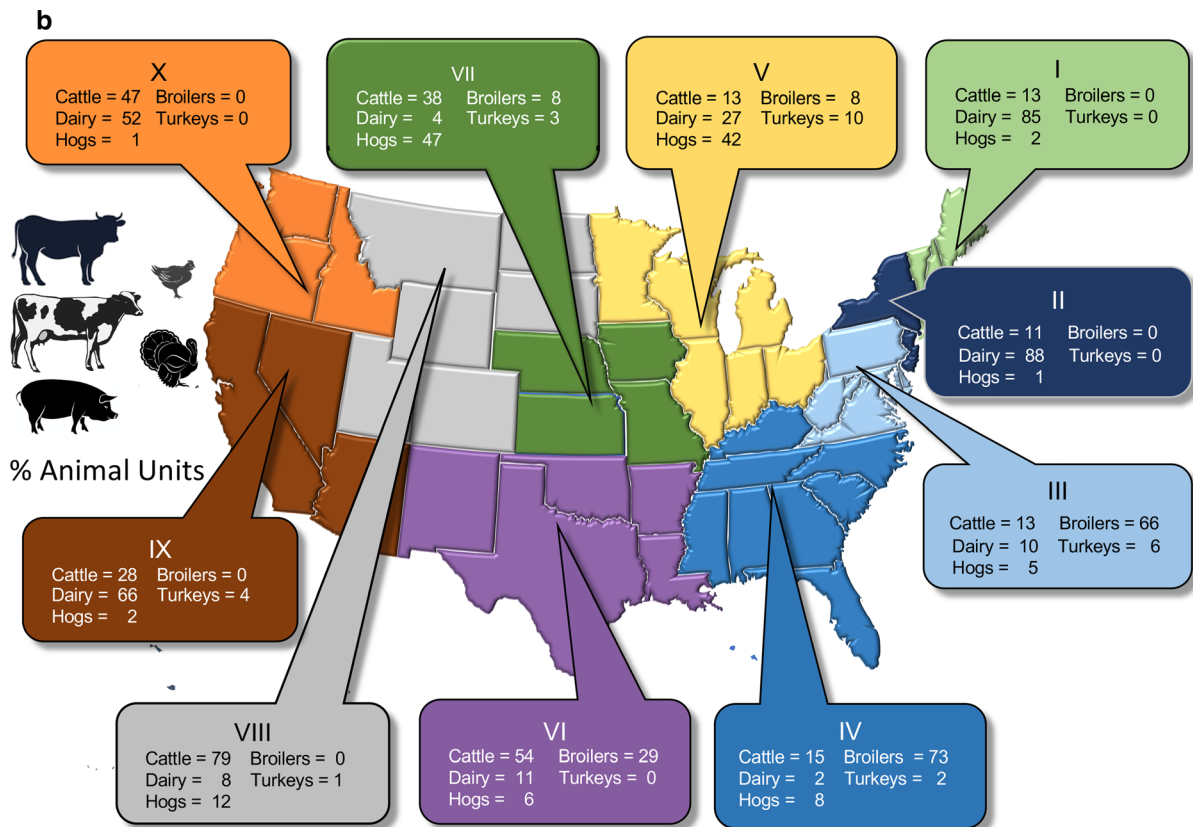 b
X
Cattle = 47 Broilers = 0
Dairy = 52 Turkeys = 0
Hogs = 1
VII
Cattle = 38 Broilers = 8
Dairy = 4 Turkeys = 3
Hogs = 47
V
Cattle = 13 Broilers = 8
Dairy = 27 Turkeys = 10
Hogs = 42
I
Cattle = 13 Broilers = 0
Dairy = 85 Turkeys = 0
Hogs = 2
II
Cattle = 11 Broilers = 0
Dairy = 88 Turkeys = 0
Hogs = 1
% Animal Units
III
Cattle = 13 Broilers = 66
Dairy = 10 Turkeys = 6
Hogs = 5
IX
Cattle = 28 Broilers = 0
Dairy = 66 Turkeys = 4
Hogs = 2
VIII
Cattle = 79 Broilers = 0
Dairy = 8 Turkeys = 1
Hogs = 12
VI
Cattle = 54 Broilers = 29
Dairy = 11 Turkeys = 0
Hogs = 6
IV
Cattle = 15 Broilers = 73
Dairy = 2 Turkeys = 2
Hogs = 8